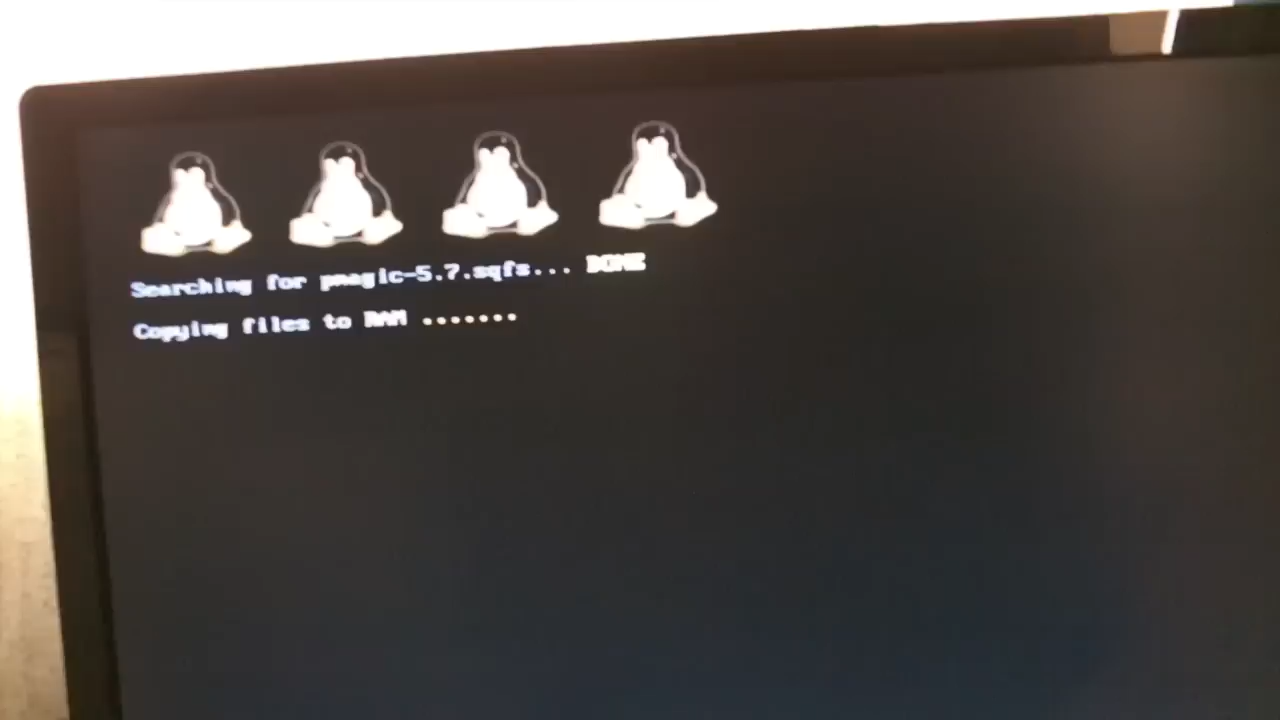 Searching for pmagic-5.7.sqfs... DONE
Copying files to RAM .......